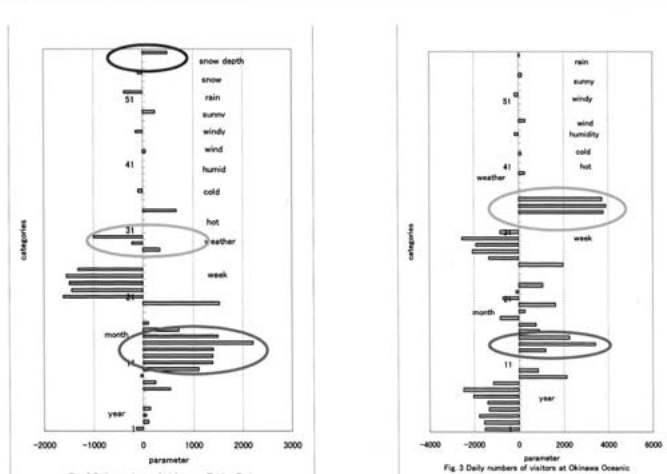 snow depth
snow
rain
51
sunny
windy
wind
41
humid
cold
hot
31
weather
week
21
month
11
year
1
categories
-2000
-1000
0
1000
2000
3000
parameter
rain
sunny
windy
51
wind
humidity
cold
41
hot
weather
31
week
21
month
11
year
1
categories
-4000
-2000
0
2000
4000
6000
parameter
Fig. 3 Daily numbers of visitors at Okinawa Oceanic